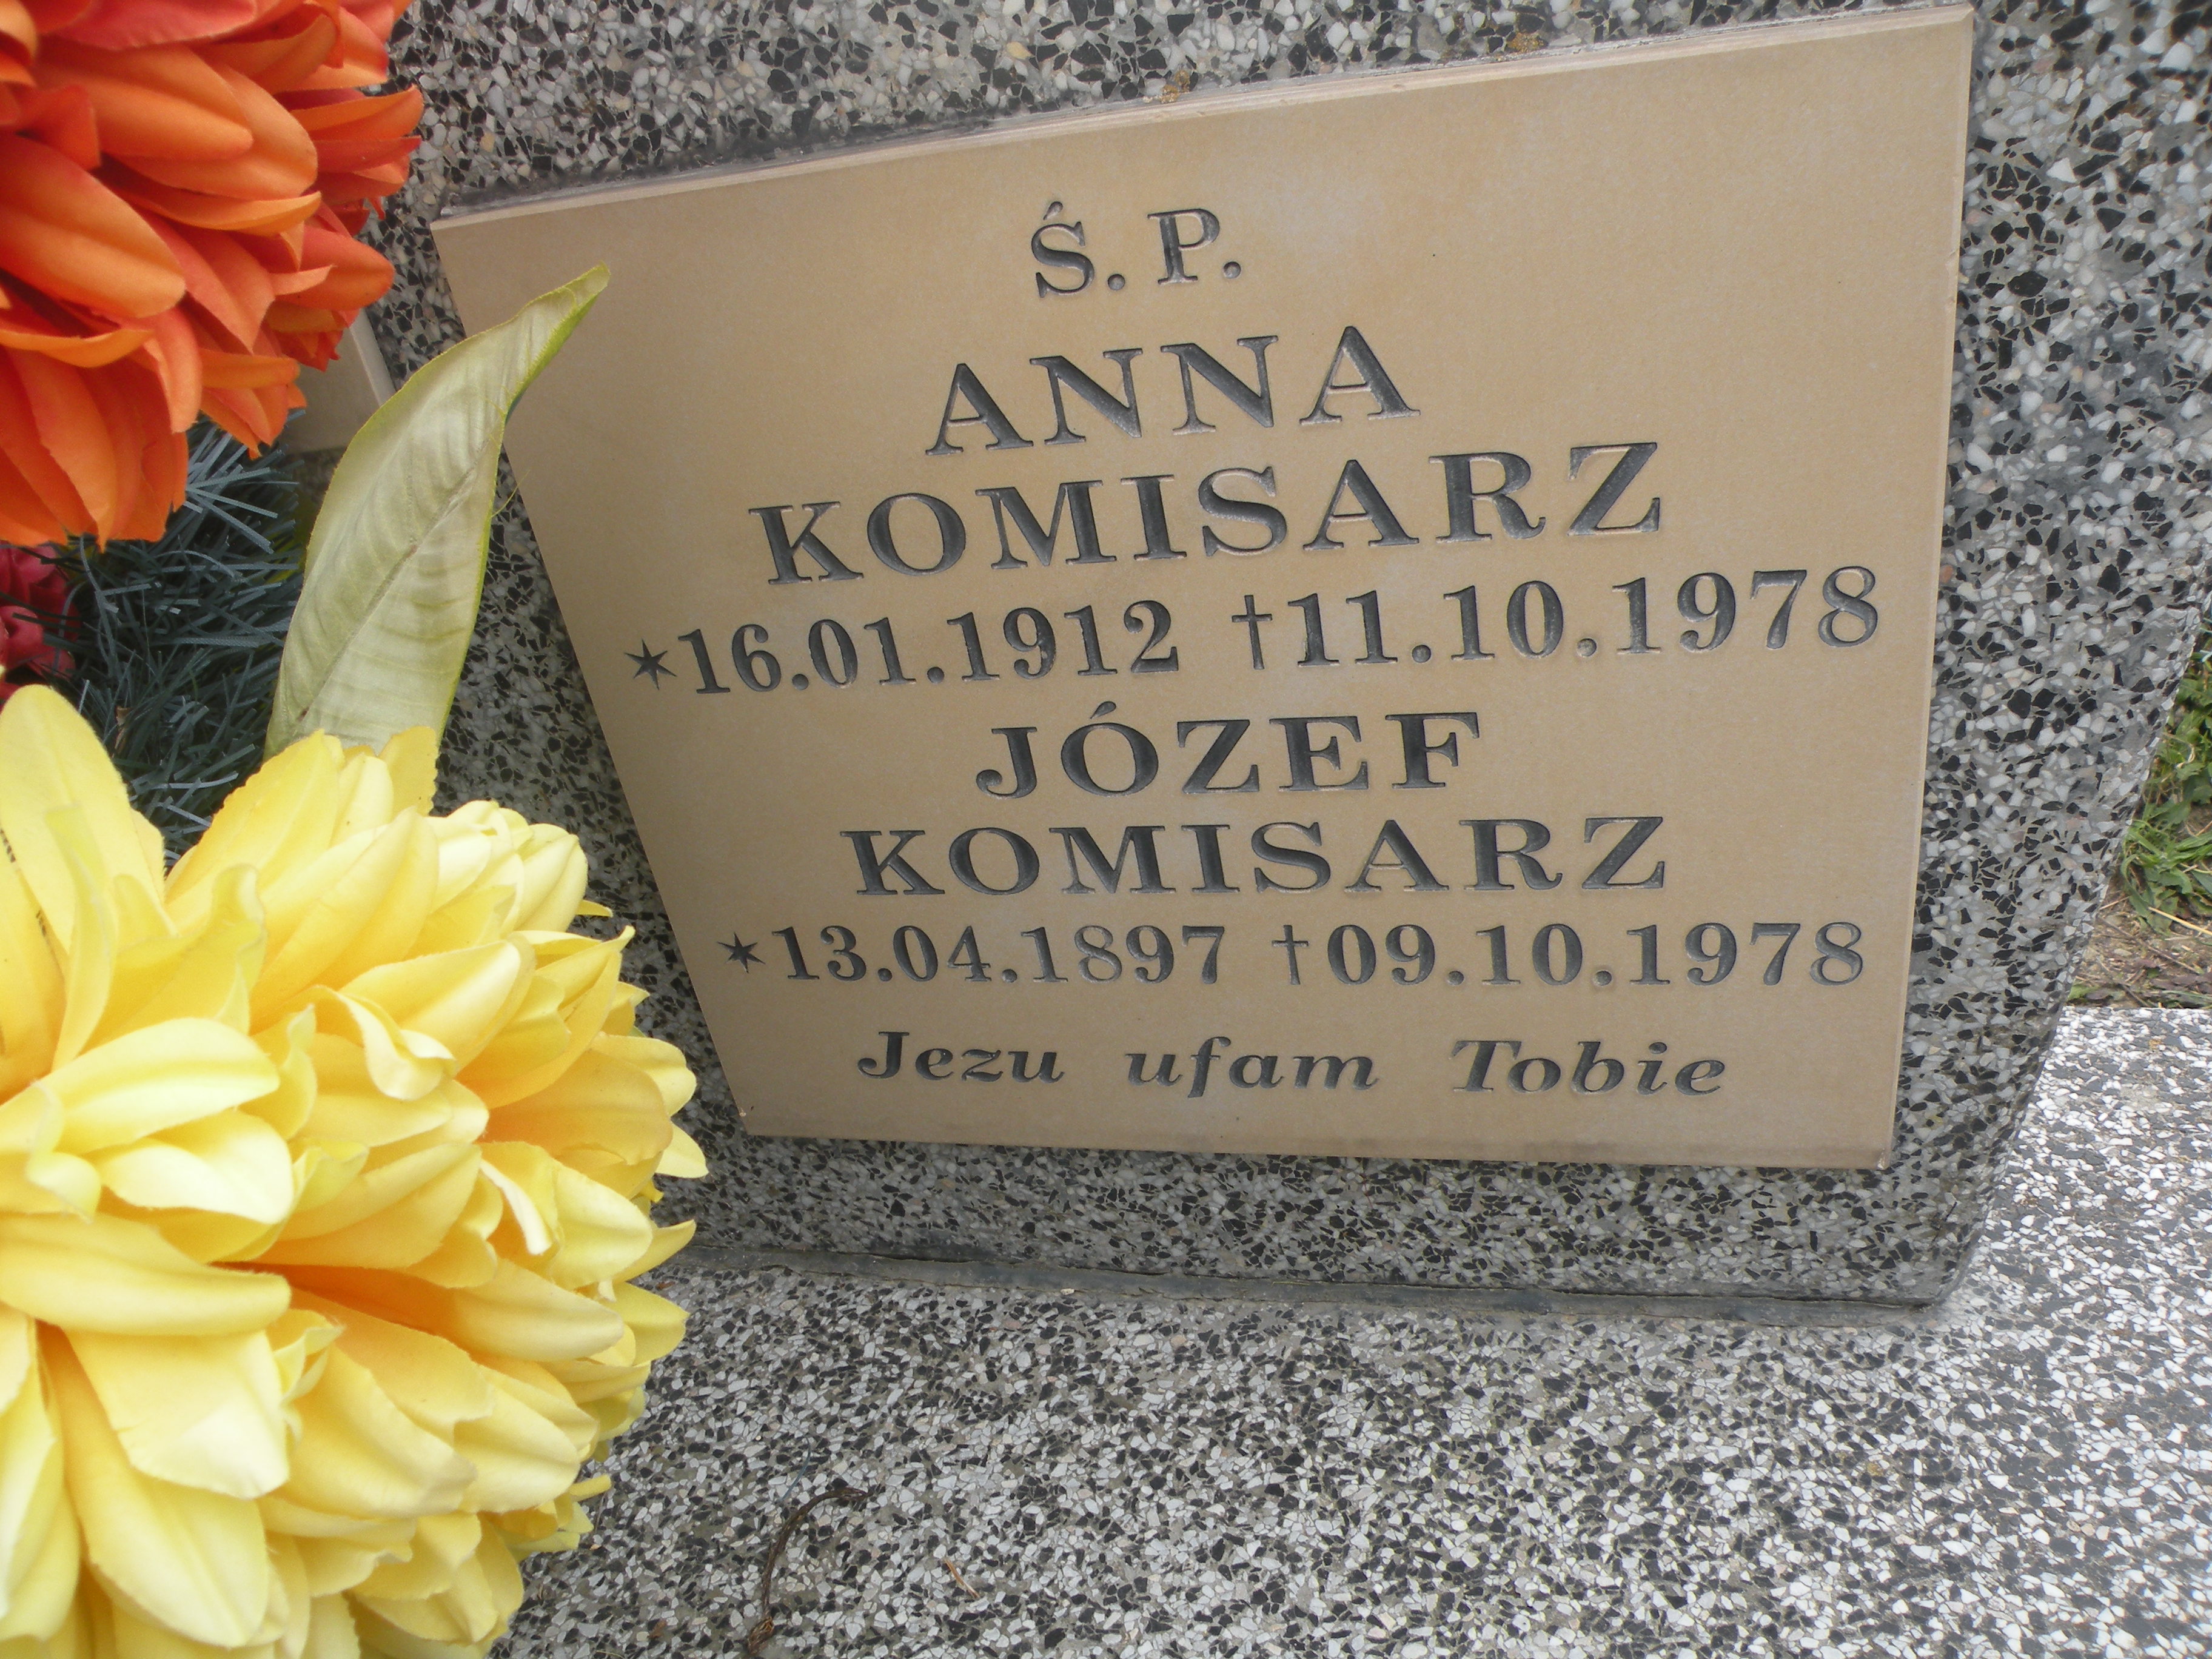 Ś. P.
ANNA
KOMISARZ
✶16.01.1912 †11.10.1978
JÓZEF
KOMISARZ
✶13.04.1897 †09.10.1978
Jezu ufam Tobie